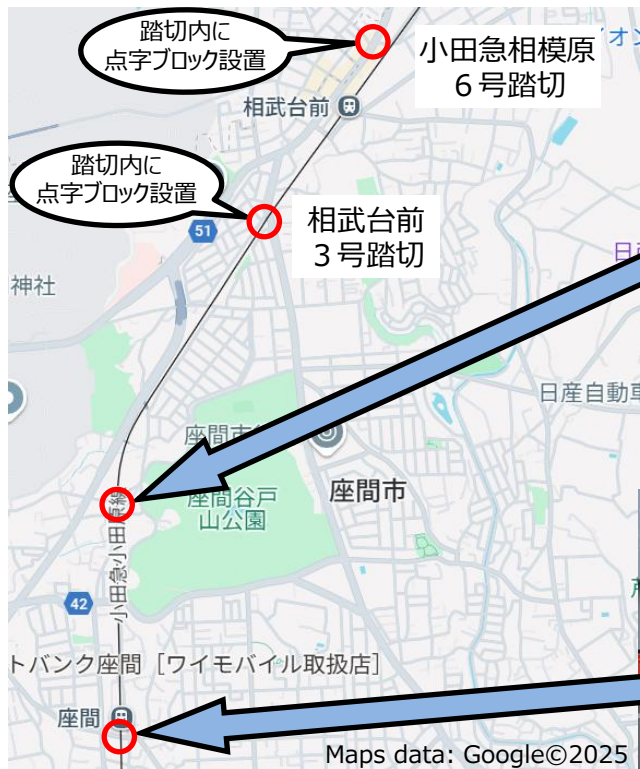 踏切内に
点字ブロック設置
小田急相模原
６号踏切
相武台前
踏切内に
点字ブロック設置
51
相武台前
３号踏切
神社
日産自動車
座間市
座間谷戸
山公園
小田急小田原線
42
トバンク座間［ワイモバイル取扱店］
座間
Maps data: Google©2025